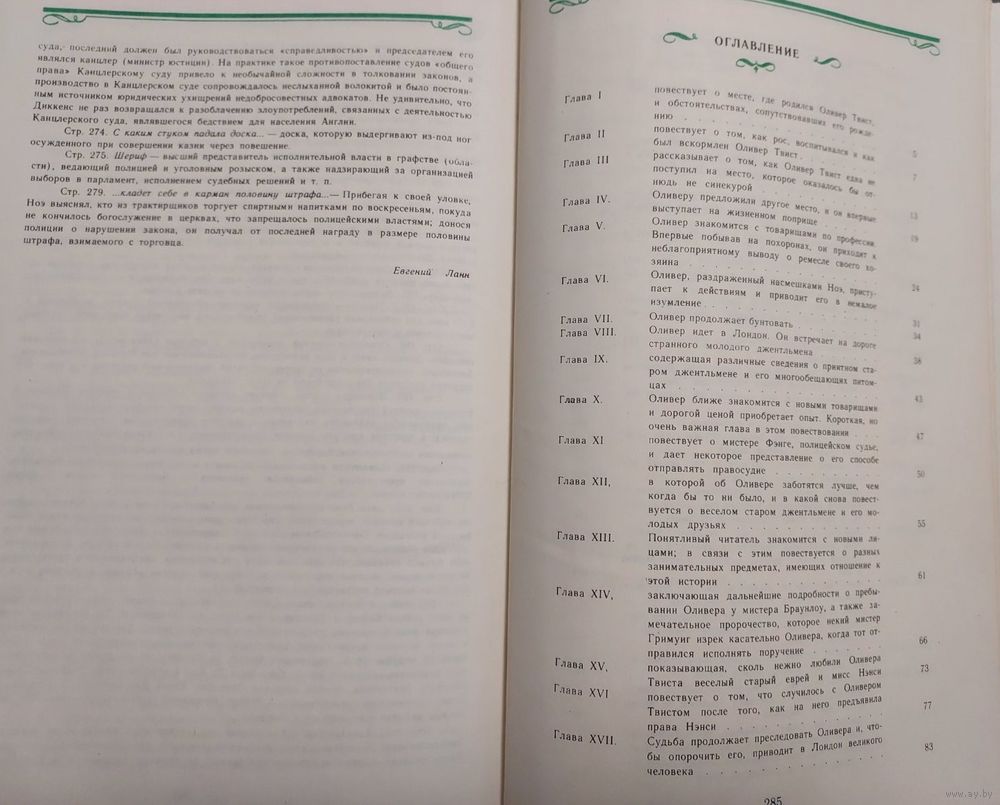 суда, последний должен был руководствоваться «справедливостью» и председателем его
являлся канцлер (министр юстиции). На практике такое противопоставление судов «общего
права» Канцлерскому суду привело к необычайной сложности в толковании законов, а
производство в Канцлерском суде сопровождалось неслыханной волокитой и было постоян-
ным источником юридических ухищрений недобросовестных адвокатов. Не удивительно, что
Диккенс не раз возвращался к разоблачению злоупотреблений, связанных с деятельностью
Канцлерского суда, являвшегося бедствием для населения Англии.
Стр. 274. С каким стуком падала доска... — доска, которую выдергивают из-под ног
осужденного при совершении казни через повешение.
Стр. 275. Шериф — высший представитель исполнительной власти в графстве (обла-
сти), ведающий полицией и уголовным розыском, а также надзирающий за организацией
выборов в парламент, исполнением судебных решений и т. п.
Стр. 279. ...кладет себе в карман половину штрафа...— Прибегая к своей уловке,
Ноэ выяснял, кто из трактирщиков торгует спиртными напитками по воскресеньям, покуда
не кончилось богослужение в церквах, что запрещалось полицейскими властями; донося
полиции о нарушении закона, он получал от последней награду в размере половины
штрафа, взимаемого с торговца.
Евгений Ланн
ОГЛАВЛЕНИЕ
Глава I повествует о месте, где родился Оливер Твист,
и обстоятельствах, сопутствовавших его рожде-
нию . . . . . . . . . . . . . . 5
Глава II повествует о том, как рос, воспитывался и как
был вскормлен Оливер Твист . . . . . . 7
Глава III рассказывает о том, как Оливер Твист едва не
поступил на место, которое оказалось бы от-
нюдь не синекурой . . . . . . . . . 13
Глава IV. Оливеру предложили другое место, и он впервые
выступает на жизненном поприще . . . . . 19
Глава V. Оливер знакомится с товарищами по профессии.
Впервые побывав на похоронах, он приходит к
неблагоприятному выводу о ремесле своего хо-
зяина . . . . . . . . . . . . . 24
Глава VI. Оливер, раздраженный насмешками Ноэ, присту-
пает к действиям и приводит его в немалое
изумление . . . . . . . . . . . . 31
Глава VII. Оливер продолжает бунтовать . . . . . . 34
Глава VIII. Оливер идет в Лондон. Он встречает на дороге
странного молодого джентльмена . . . . . 38
Глава IX. содержащая различные сведения о приятном ста-
ром джентльмене и его многообещающих питом-
цах . . . . . . . . . . . . . . 43
Глава X. Оливер ближе знакомится с новыми товарищами
и дорогой ценой приобретает опыт. Короткая, но
очень важная глава в этом повествовании . . . 47
Глава XI повествует о мистере Фэнге, полицейском судье,
и дает некоторое представление о его способе
отправлять правосудие . . . . . . . . 50
Глава XII, в которой об Оливере заботятся лучше, чем
когда бы то ни было, и в какой снова повест-
вуется о веселом старом джентльмене и его мо-
лодых друзьях . . . . . . . . . . . 55
Глава XIII. Понятливый читатель знакомится с новыми ли-
цами; в связи с этим повествуется о разных
занимательных предметах, имеющих отношение к
этой истории . . . . . . . . . . . 61
Глава XIV, заключающая дальнейшие подробности о пребы-
вании Оливера у мистера Браунлоу, а также за-
мечательное пророчество, которое некий мистер
Гримуиг изрек касательно Оливера, когда тот от-
правился исполнять поручение . . . . . . 66
Глава XV, показывающая, сколь нежно любили Оливера
Твиста веселый старый еврей и мисс Нэнси 73
Глава XVI повествует о том, что случилось с Оливером
Твистом после того, как на него предъявила
права Нэнси . . . . . . . . . . . 77
Глава XVII. Судьба продолжает преследовать Оливера и, что-
бы опорочить его, приводит в Лондон великого
человека . . . . . . . . . . . . 83
285
www.ay.by